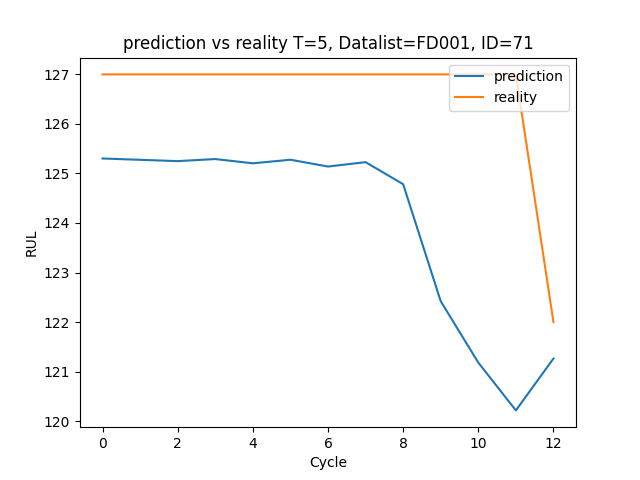 prediction vs reality T=5, Datalist=FD001, ID=71
127
126
125
124
123
122
121
120
RUL
prediction
reality
0 2 4 6 8 10 12
Cycle